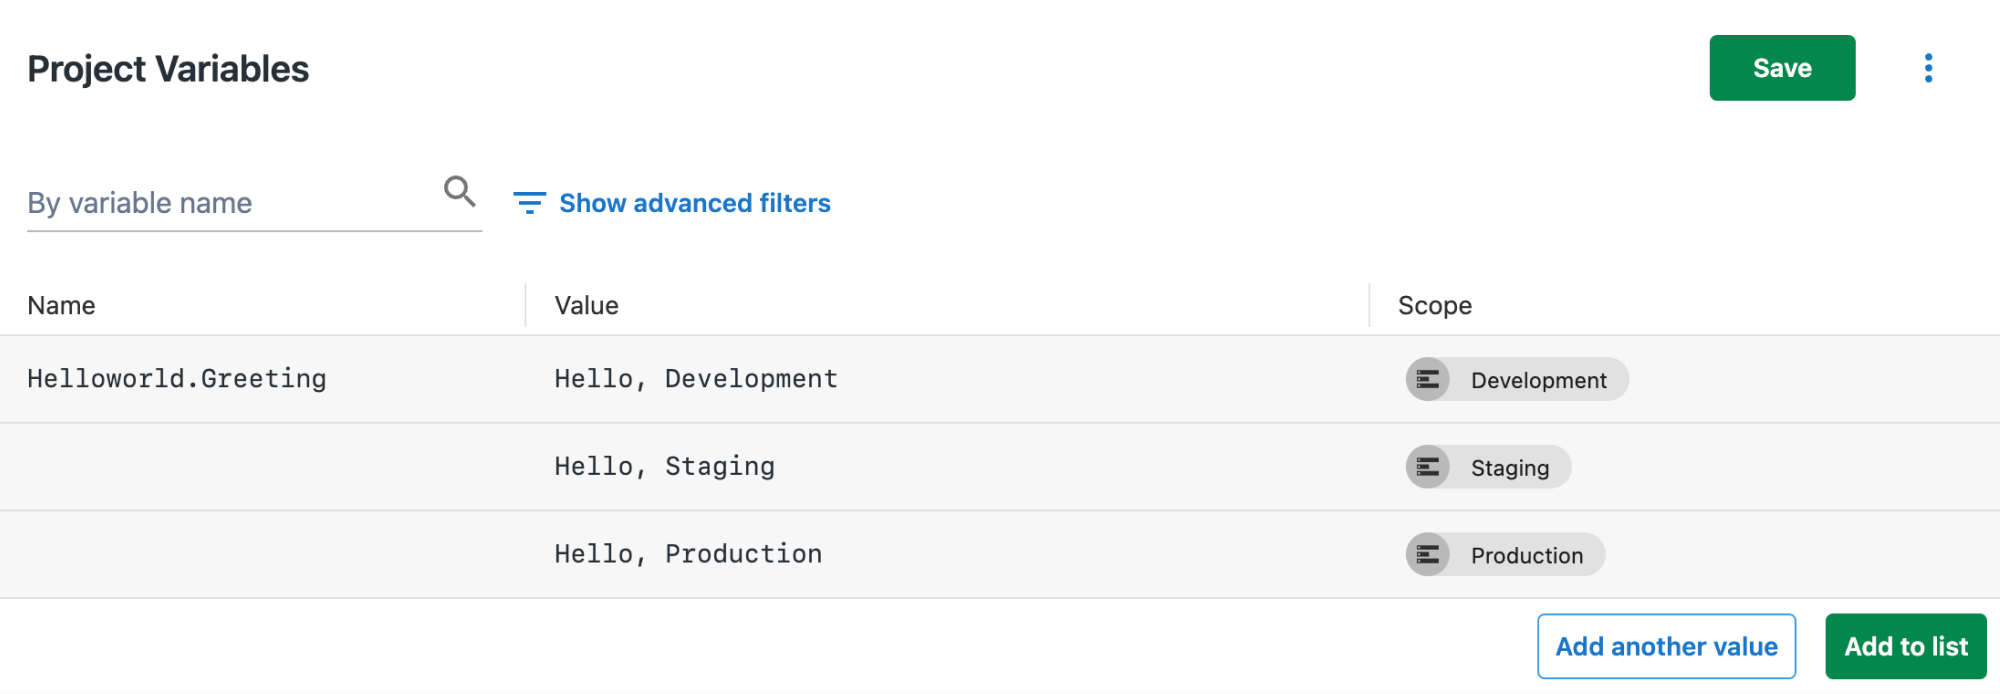 Project Variables
Save
By variable name
Show advanced filters
Name Value Scope
Helloworld.Greeting Hello, Development Development
Hello, Staging Staging
Hello, Production Production
Add another value Add to list